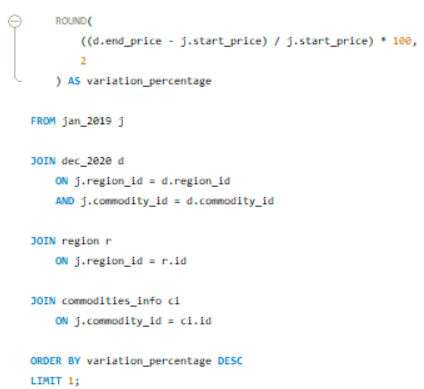 ROUND(
((d.end_price - j.start_price) / j.start_price) * 100,
2
) AS variation_percentage
FROM jan_2019 j
JOIN dec_2020 d
ON j.region_id = d.region_id
AND j.commodity_id = d.commodity_id
JOIN region r
ON j.region_id = r.id
JOIN commodities_info ci
ON j.commodity_id = ci.id
ORDER BY variation_percentage DESC
LIMIT 1;